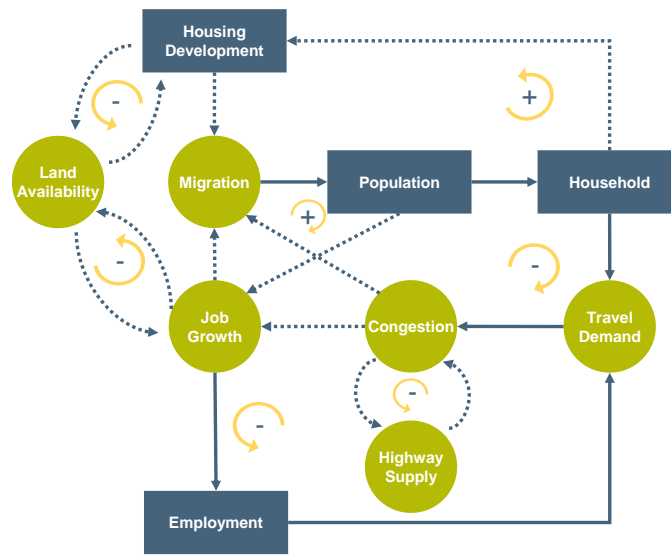 Housing
Development
-
+
Land
Availability
Migration
Population
Household
+
-
-
Job
Growth
Congestion
Travel
Demand
-
-
Highway
Supply
Employment